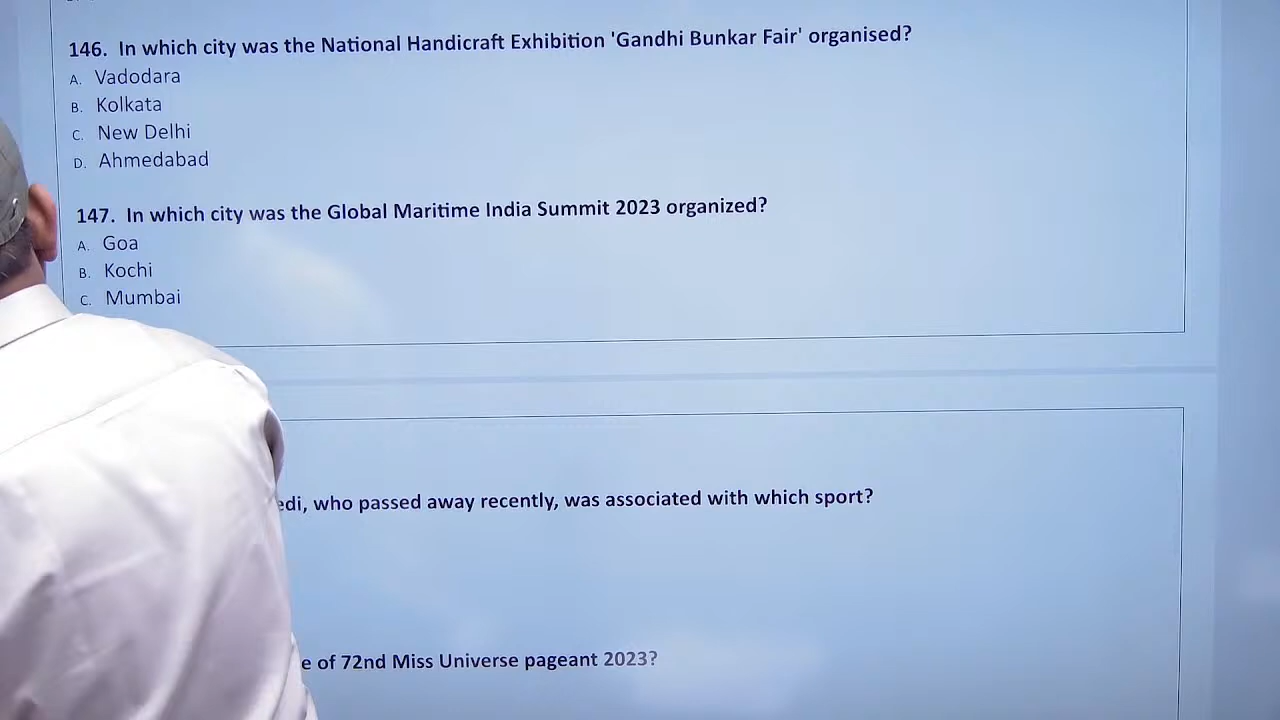 146. In which city was the National Handicraft Exhibition 'Gandhi Bunkar Fair' organised?
A. Vadodara
B. Kolkata
C. New Delhi
D. Ahmedabad
147. In which city was the Global Maritime India Summit 2023 organized?
A. Goa
B. Kochi
C. Mumbai
edi, who passed away recently, was associated with which sport?
e of 72nd Miss Universe pageant 2023?